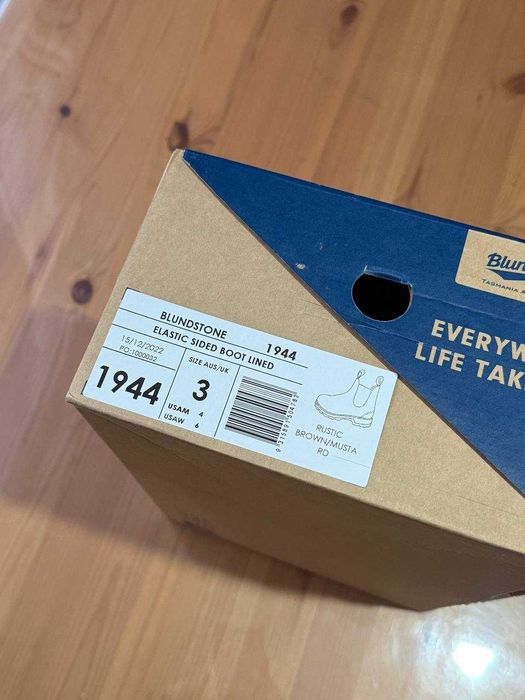 BLUNDSTONE 1944
ELASTIC SIDED BOOT LINED
15/12/2022
PO:1000032
1944
SIZE AUS/UK
3
USAM 4
USAW 6
RUSTIC
BROWN/MUSTA
RD
TASMANIA
EVERYW
LIFE TAK